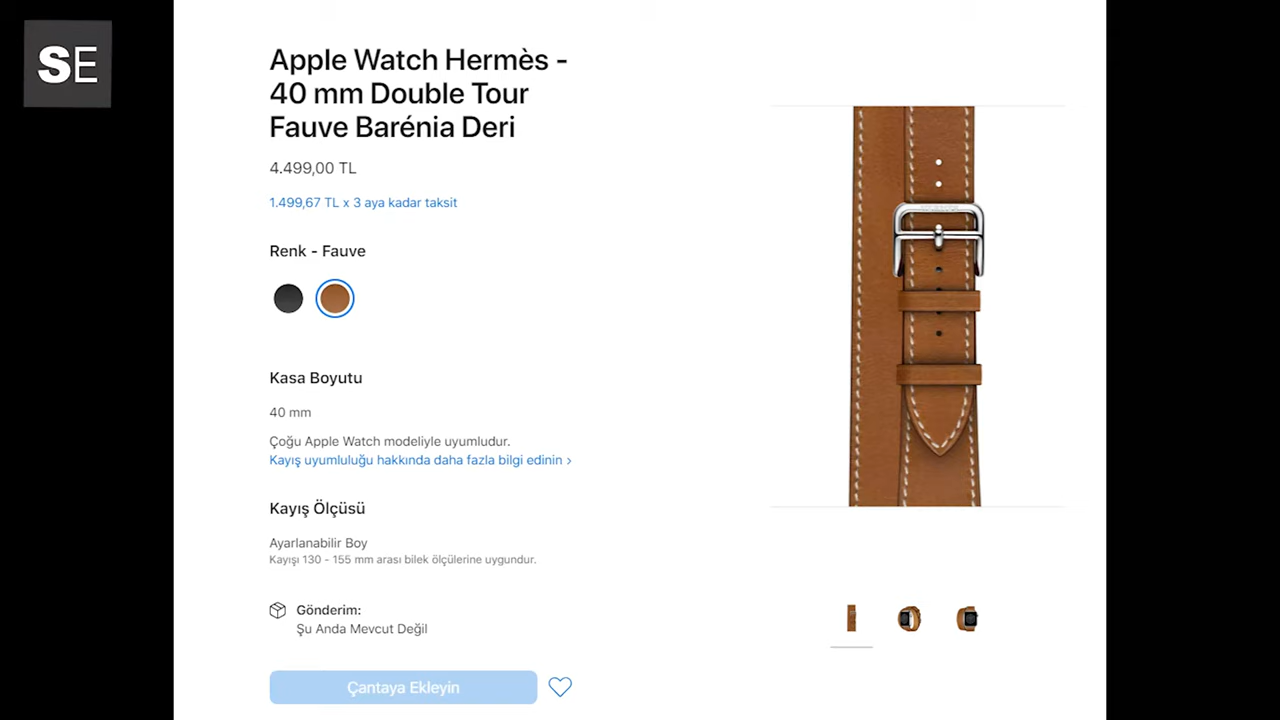 SE
Apple Watch Hermès -
40 mm Double Tour
Fauve Barénia Deri
4.499,00 TL
1.499,67 TL x 3 aya kadar taksit
Renk - Fauve
Kasa Boyutu
40 mm
Çoğu Apple Watch modeliyle uyumludur.
Kayış uyumluluğu hakkında daha fazla bilgi edinin >
Kayış Ölçüsü
Ayarlanabilir Boy
Kayışı 130 - 155 mm arası bilek ölçülerine uygundur.
Gönderim:
Şu Anda Mevcut Değil
Çantaya Ekleyin